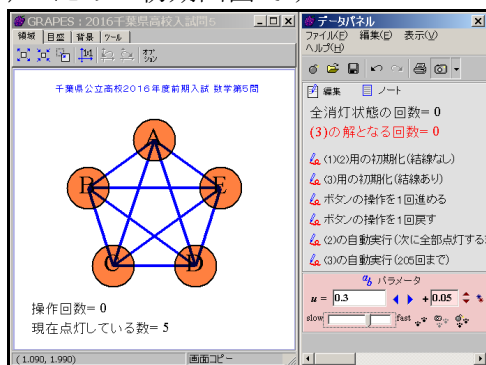 GRAPES : 2016千葉県高校入試問5
領域 目盛 背景 ツール
オプション
千葉県公立高校2016年度前期入試 数学第5問
A
B
E
C
D
操作回数= 0
現在点灯している数= 5
(1.090, 1.990)
画面コピー
データパネル
ファイル(F) 編集(E) 表示(V)
ヘルプ(H)
編集 ノート
全消灯状態の回数= 0
(3)の解となる回数= 0
(1)(2)用の初期化(結線なし)
(3)用の初期化(結線あり)
ボタンの操作を1回進める
ボタンの操作を1回戻す
(2)の自動実行(次に全部点灯する
(3)の自動実行(205回まで)
パラメータ
u = 0.3 +0.05
slow fast